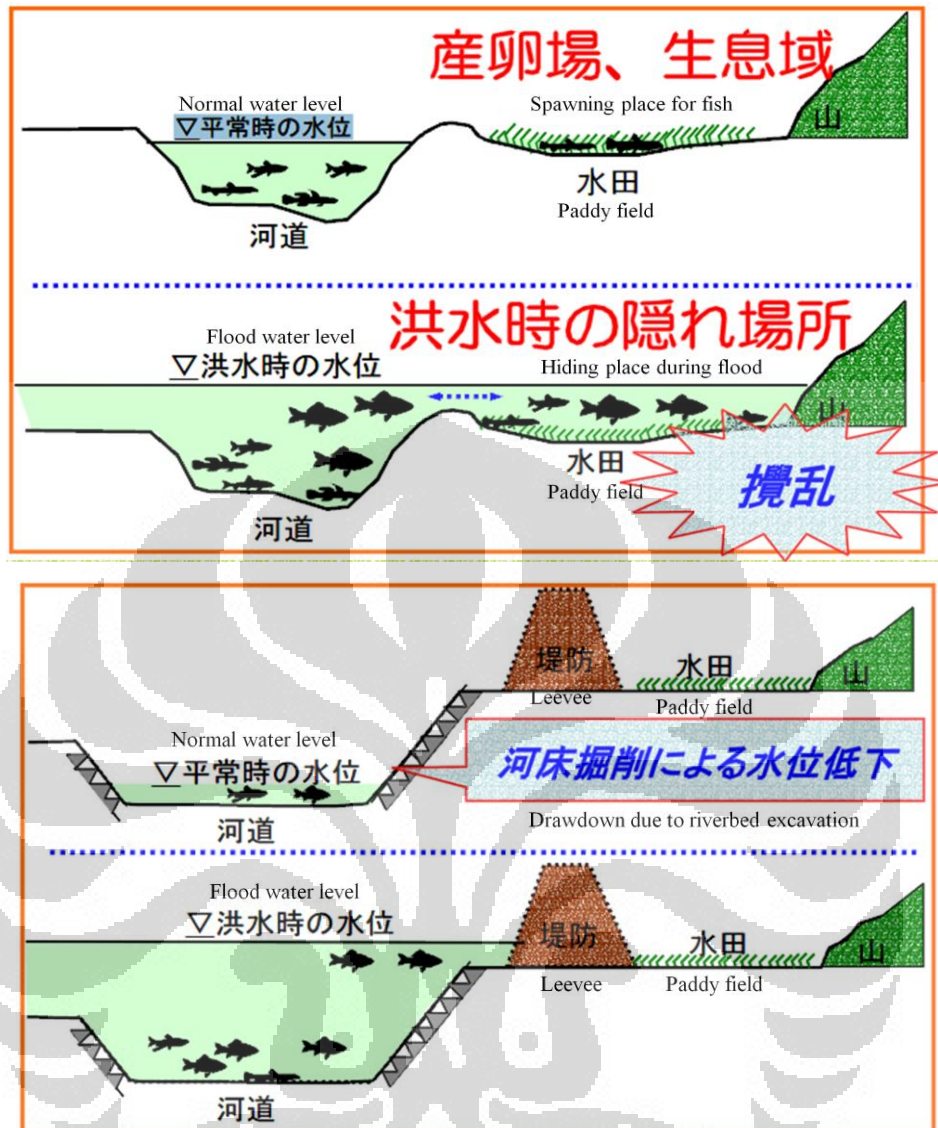 産卵場、生息域
Normal water level
▽平常時の水位
Spawning place for fish
山
水田
Paddy field
河道
洪水時の隠れ場所
Flood water level
▽洪水時の水位
Hiding place during flood
山
水田
Paddy field
攪乱
河道
堤防
Leevee
水田
Paddy field
山
Normal water level
▽平常時の水位
河床掘削による水位低下
Drawdown due to riverbed excavation
河道
Flood water level
▽洪水時の水位
堤防
Leevee
水田
Paddy field
山
河道